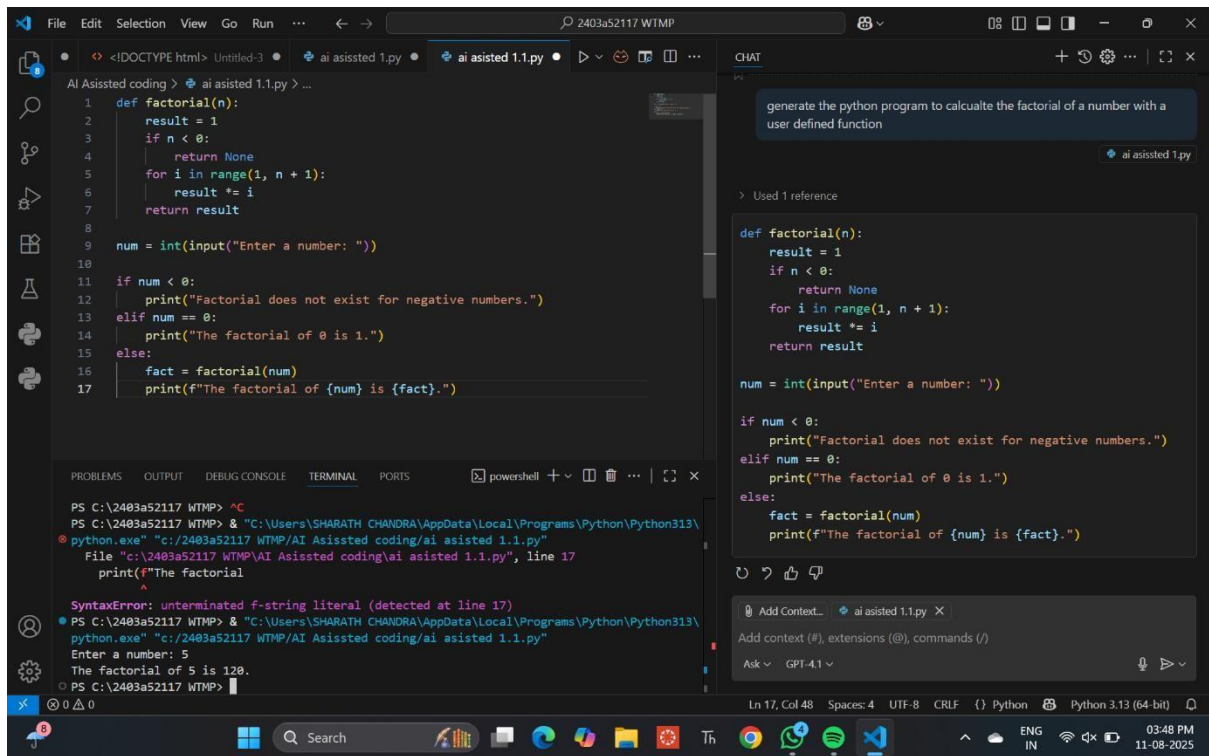 File Edit Selection View Go Run ··· ← → 2403a52117 WTMP
<!DOCTYPE html> Untitled-3 ● ai asissted 1.py ● ai asisted 1.1.py ●
AI Asissted coding > ai asisted 1.1.py > ...
1 def factorial(n):
2     result = 1
3     if n < 0:
4         return None
5     for i in range(1, n + 1):
6         result *= i
7     return result
8
9 num = int(input("Enter a number: "))
10
11 if num < 0:
12     print("Factorial does not exist for negative numbers.")
13 elif num == 0:
14     print("The factorial of 0 is 1.")
15 else:
16     fact = factorial(num)
17     print(f"The factorial of {num} is {fact}.")
PROBLEMS OUTPUT DEBUG CONSOLE TERMINAL PORTS powershell
PS C:\2403a52117 WTMP> ^C
PS C:\2403a52117 WTMP> & "C:\Users\SHARATH CHANDRA\AppData\Local\Programs\Python\Python313\
python.exe" "c:/2403a52117 WTMP/AI Asissted coding/ai asisted 1.1.py"
File "c:\2403a52117 WTMP\AI Asissted coding\ai asisted 1.1.py", line 17
print(f"The factorial
^
SyntaxError: unterminated f-string literal (detected at line 17)
PS C:\2403a52117 WTMP> & "C:\Users\SHARATH CHANDRA\AppData\Local\Programs\Python\Python313\
python.exe" "c:/2403a52117 WTMP/AI Asissted coding/ai asisted 1.1.py"
Enter a number: 5
The factorial of 5 is 120.
PS C:\2403a52117 WTMP>
CHAT
generate the python program to calcualte the factorial of a number with a
user defined function
ai asissted 1.py
> Used 1 reference
def factorial(n):
    result = 1
    if n < 0:
        return None
    for i in range(1, n + 1):
        result *= i
    return result

num = int(input("Enter a number: "))

if num < 0:
    print("Factorial does not exist for negative numbers.")
elif num == 0:
    print("The factorial of 0 is 1.")
else:
    fact = factorial(num)
    print(f"The factorial of {num} is {fact}.")
Add Context... ai asisted 1.1.py ×
Add context (#), extensions (@), commands (/)
Ask GPT-4.1
8
0 0 Ln 17, Col 48 Spaces: 4 UTF-8 CRLF {} Python Python 3.13 (64-bit)
8 Search Th 4 ENG
IN
03:48 PM
11-08-2025